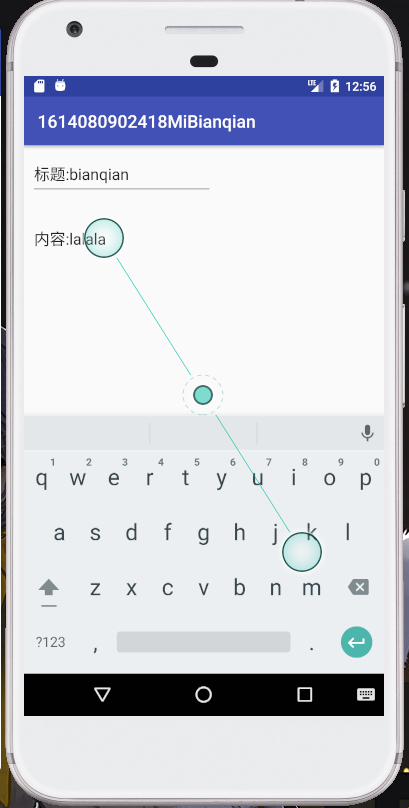 LTE 12:56
1614080902418MiBianqian
标题:bianqian
内容:lalala
1 2 3 4 5 6 7 8 9 0
q w e r t y u i o p
a s d f g h j k l
z x c v b n m
?123 , .